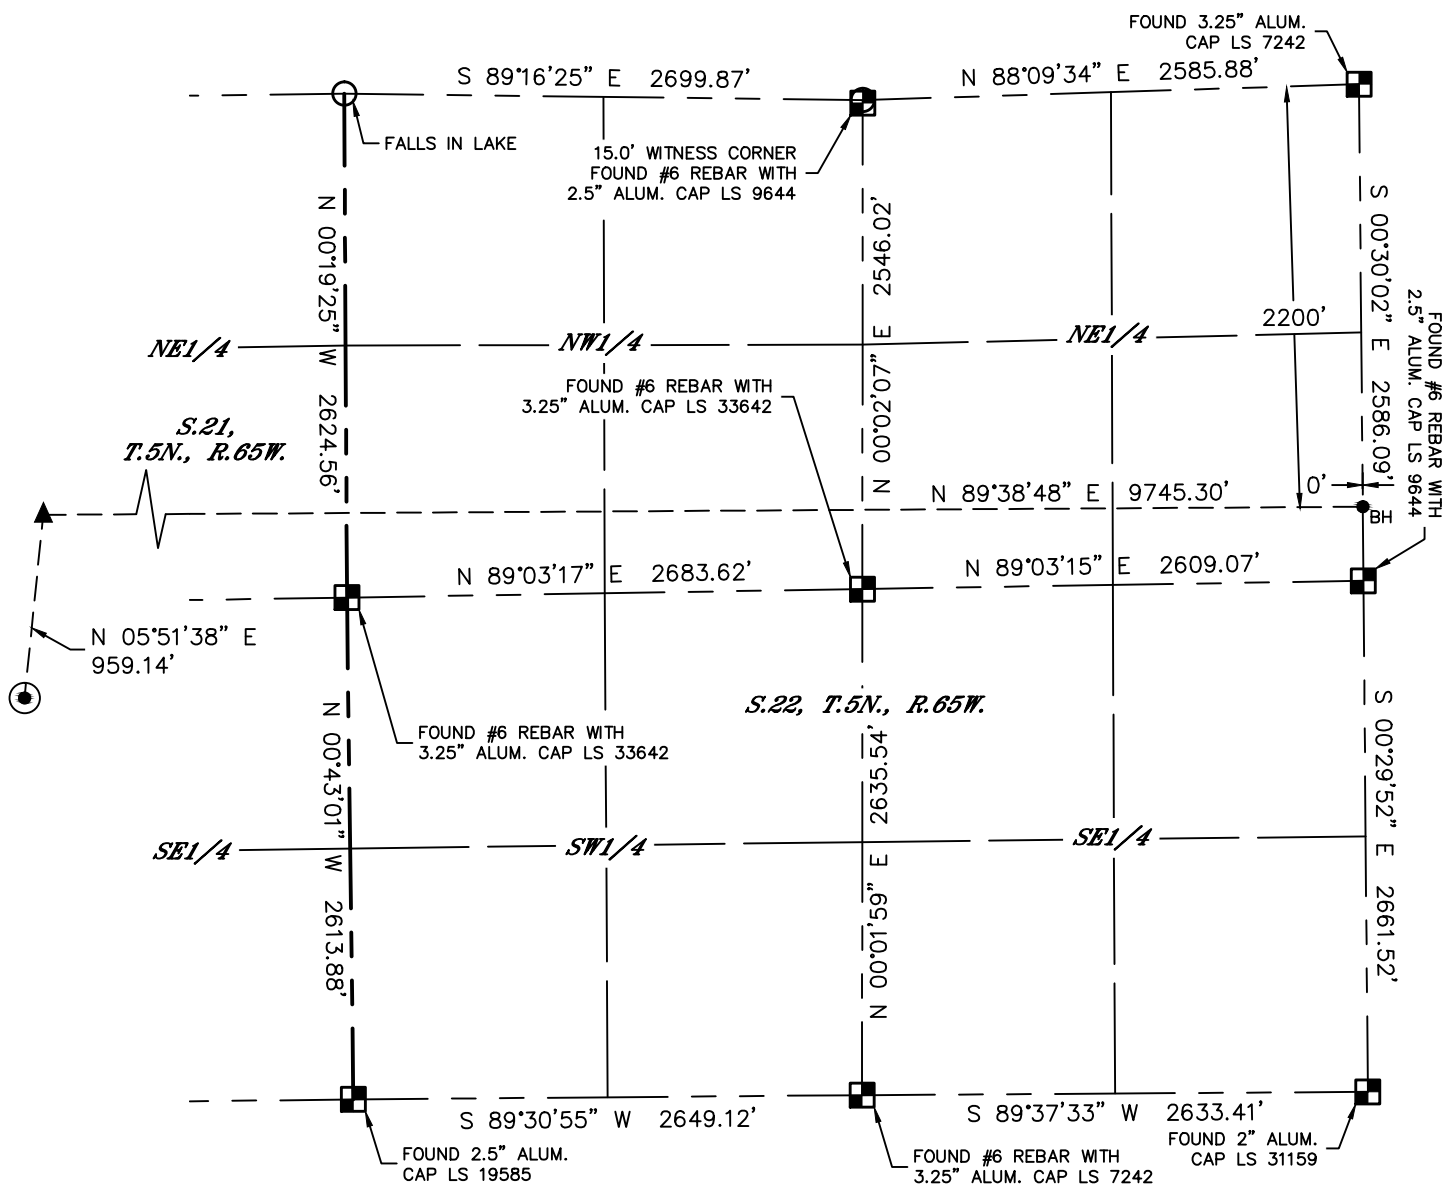 FOUND 3.25" ALUM.
CAP LS 7242
S 89°16'25" E 2699.87'
N 88°09'34" E 2585.88'
FALLS IN LAKE
15.0' WITNESS CORNER
FOUND #6 REBAR WITH
2.5" ALUM. CAP LS 9644
N 00°19'25" W 2624.56'
N 00°02'07" E 2546.02'
S 00°30'02" E 2586.09'
FOUND #6 REBAR WITH
2.5" ALUM. CAP LS 9644
2200'
NE1/4
NW1/4
NE1/4
FOUND #6 REBAR WITH
3.25" ALUM. CAP LS 33642
S.21,
T.5N., R.65W.
N 89°38'48" E 9745.30'
0'
BH
N 89°03'17" E 2683.62'
N 89°03'15" E 2609.07'
N 05°51'38" E
959.14'
S.22, T.5N., R.65W.
FOUND #6 REBAR WITH
3.25" ALUM. CAP LS 33642
N 00°43'01" W 2613.88'
N 00°01'59" E 2635.54'
S 00°29'52" E 2661.52'
SE1/4
SW1/4
SE1/4
S 89°30'55" W 2649.12'
S 89°37'33" W 2633.41'
FOUND 2.5" ALUM.
CAP LS 19585
FOUND #6 REBAR WITH
3.25" ALUM. CAP LS 7242
FOUND 2" ALUM.
CAP LS 31159